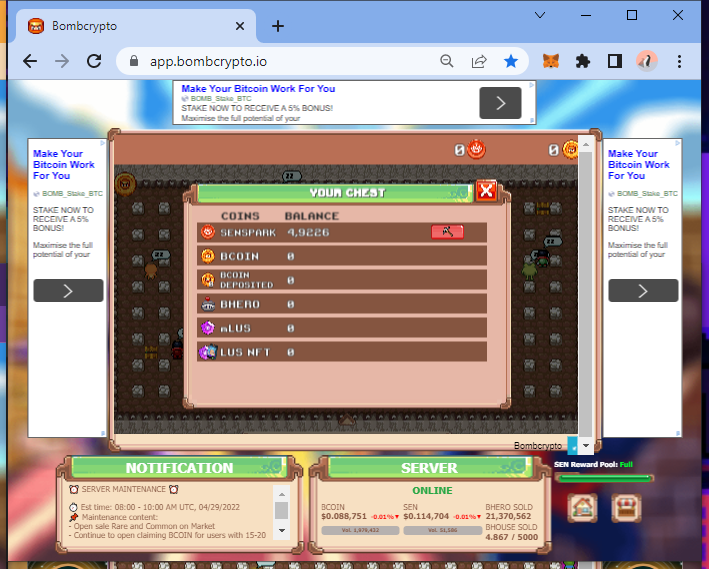 Bombcrypto
app.bombcrypto.io
Make Your Bitcoin Work For You
BOMB_Stake_BTC
STAKE NOW TO RECEIVE A 5% BONUS!
Maximise the full potential of your
0 0
Make Your
Bitcoin Work
For You
BOMB_Stake_BTC
STAKE NOW TO
RECEIVE A 5%
BONUS!
Maximise the full
potential of your
YOUR CHEST
COINS BALANCE
SENSPARK 4,9226
BCOIN 0
BCOIN
DEPOSITED 0
BHERO 0
mLUS 0
LUS NFT 0
zz
zz
zz
Make Your
Bitcoin Work
For You
BOMB_Stake_BTC
STAKE NOW TO
RECEIVE A 5%
BONUS!
Maximise the full
potential of your
Bombcrypto
NOTIFICATION
SERVER MAINTENANCE
Est time: 08:00 - 10:00 AM UTC, 04/29/2022
Maintenance content:
- Open sale Rare and Common on Market
- Continue to open claiming BCOIN for users with 15-20
SERVER
ONLINE
BCOIN SEN BHERO SOLD
$0.088,751 -0.01%▼ $0.114,704 -0.01%▼ 21,370,562
BHOUSE SOLD
4.867 / 5000
SEN Reward Pool: Full